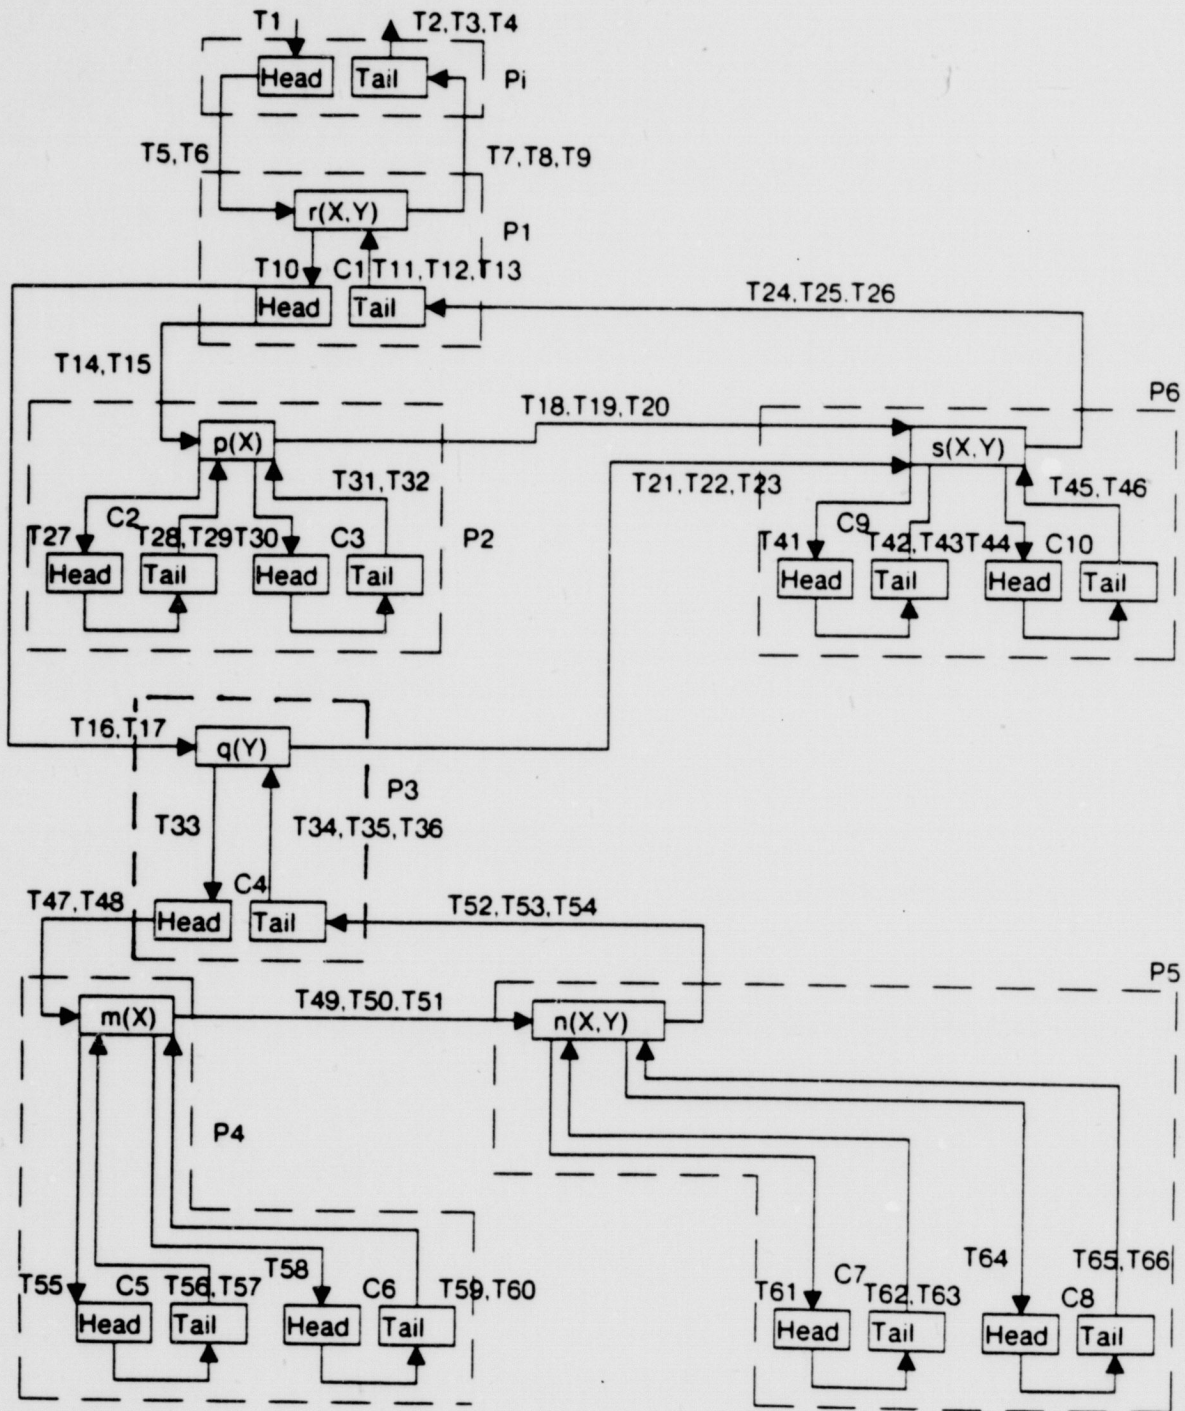 T1
T2,T3,T4
Head
Tail
Pi
T5,T6
T7,T8,T9
r(X,Y)
P1
T10
C1
T11,T12,T13
Head
Tail
T24,T25.T26
T14,T15
P6
T18.T19,T20
p(X)
s(X,Y)
T31,T32
T21,T22,T23
T45,T46
C2
C9
T27
T28,T29
T30
C3
P2
T41
T42,T43
T44
C10
Head
Tail
Head
Tail
Head
Tail
Head
Tail
T16,T17
q(Y)
P3
T33
T34,T35,T36
C4
T47,T48
T52,T53,T54
Head
Tail
P5
T49,T50.T51
m(X)
n(X,Y)
P4
T55
C5
T56,T57
T58
C6
T59,T60
T61
C7
T62,T63
T64
C8
T65,T66
Head
Tail
Head
Tail
Head
Tail
Head
Tail